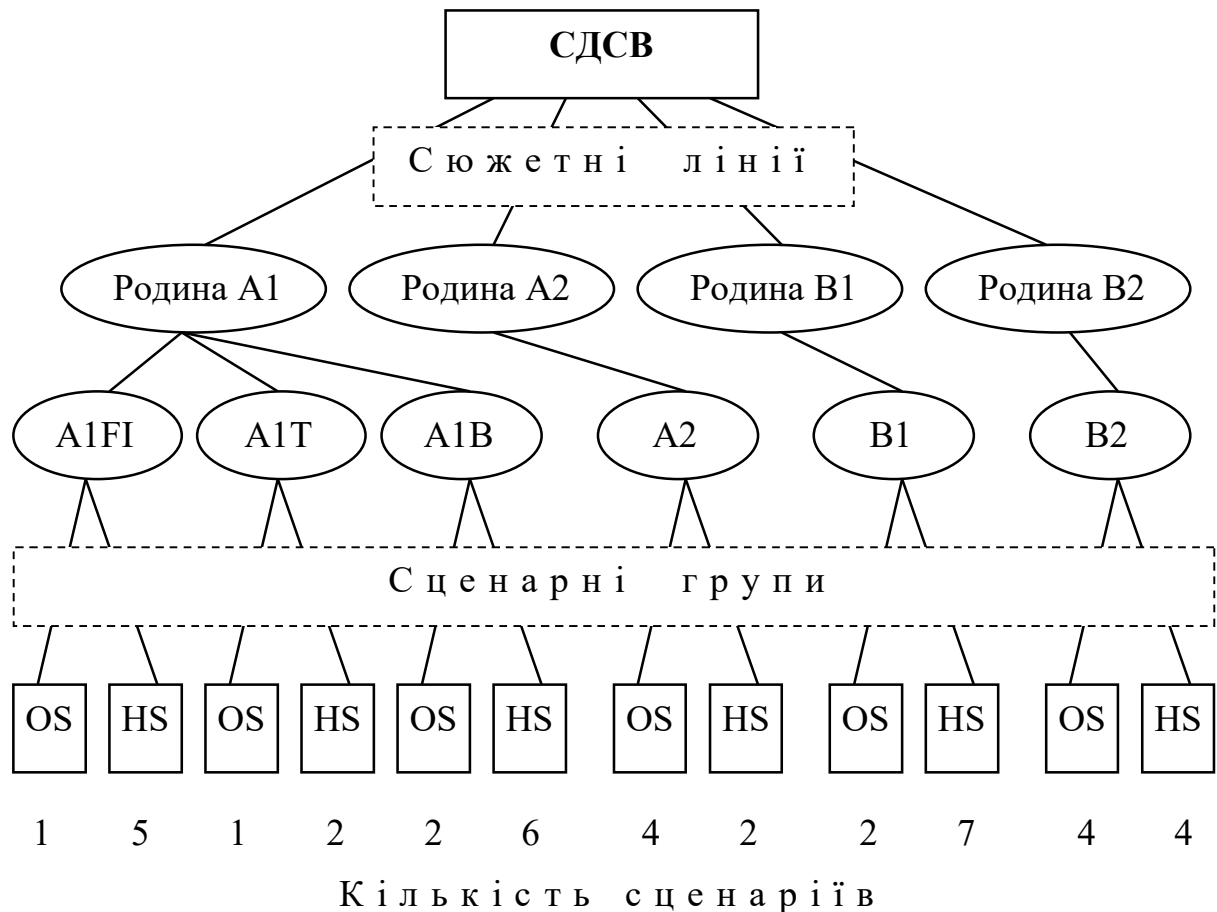 СДСВ
Сюжетні лінії
Родина А1 Родина А2 Родина В1 Родина В2
A1FI A1T A1B A2 B1 B2
Сценарні групи
OS HS OS HS OS HS OS HS OS HS OS HS
1 5 1 2 2 6 4 2 2 7 4 4
Кількість сценаріїв